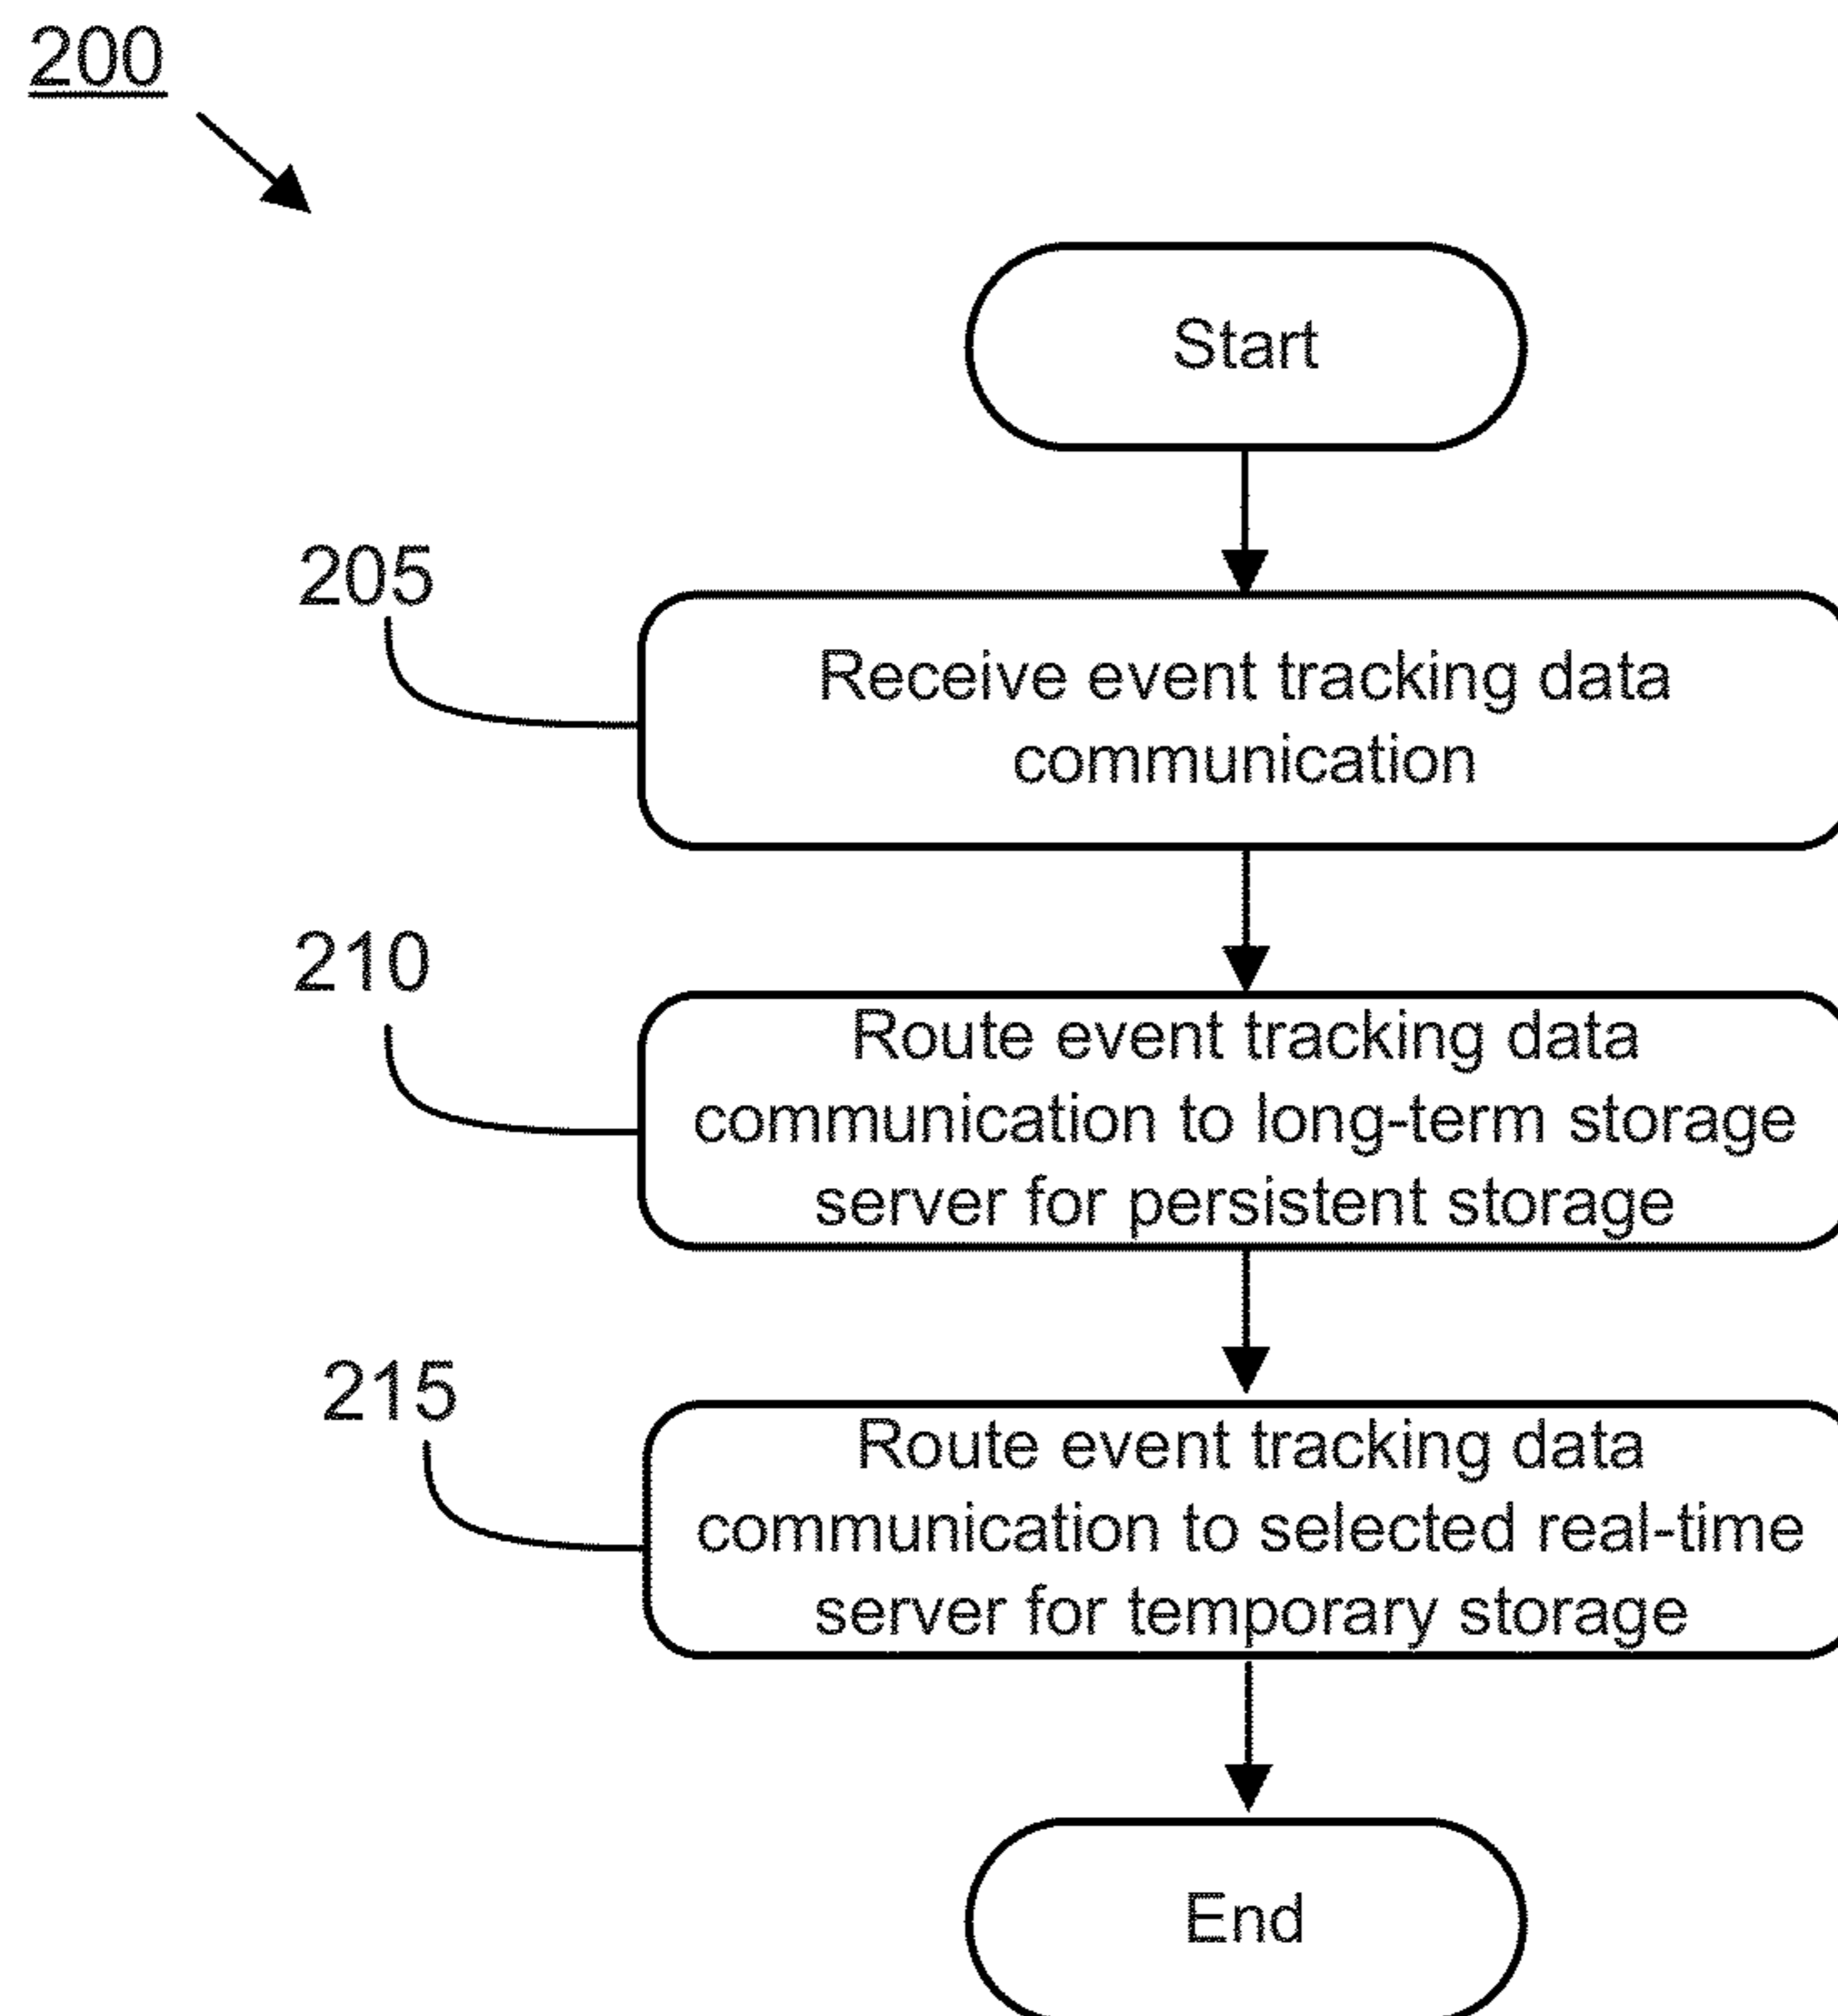 200
Start
205
Receive event tracking data
communication
210
Route event tracking data
communication to long-term storage
server for persistent storage
215
Route event tracking data
communication to selected real-time
server for temporary storage
End